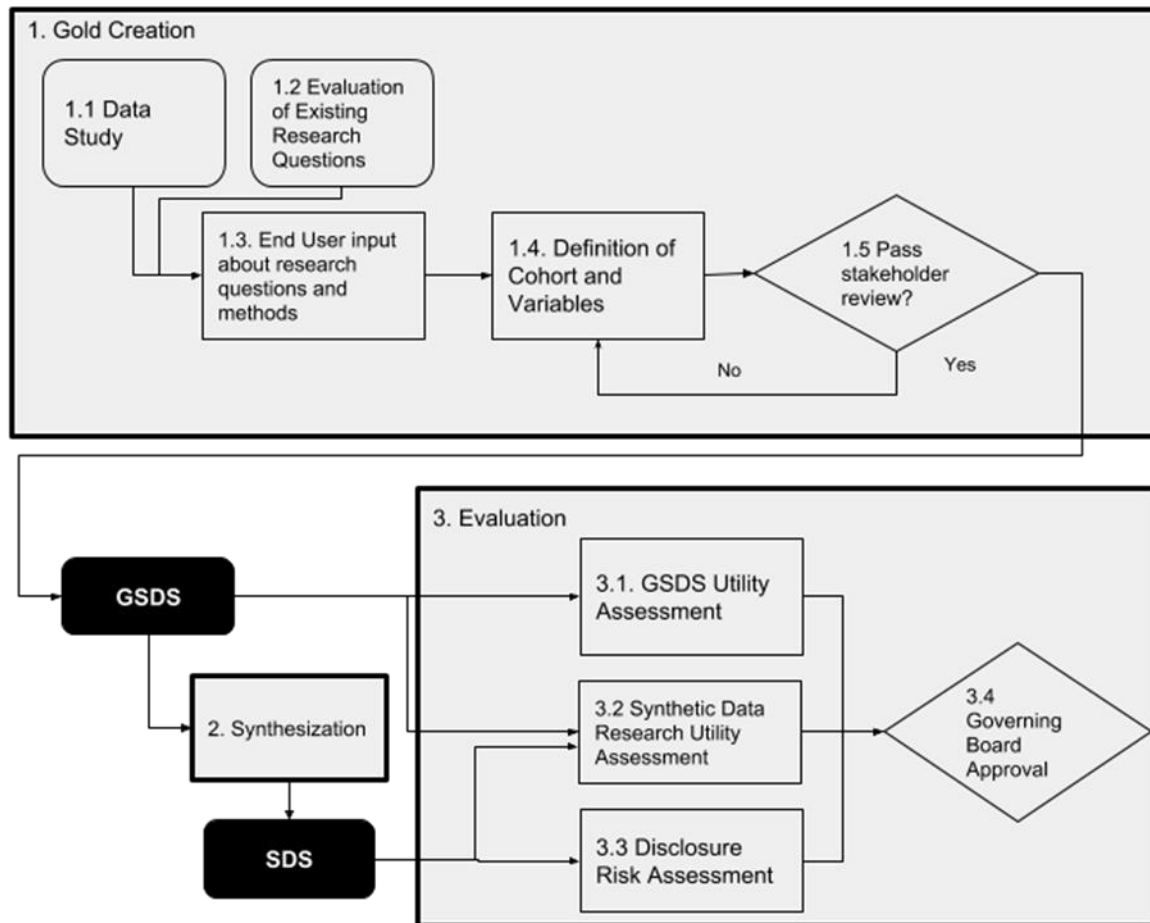 1. Gold Creation
1.1 Data
Study
1.2 Evaluation
of Existing
Research
Questions
1.3. End User input
about research
questions and
methods
1.4. Definition of
Cohort and
Variables
1.5 Pass
stakeholder
review?
No
Yes
GSDS
2. Synthesization
SDS
3. Evaluation
3.1. GSDS Utility
Assessment
3.2 Synthetic Data
Research Utility
Assessment
3.3 Disclosure
Risk Assessment
3.4
Governing
Board
Approval